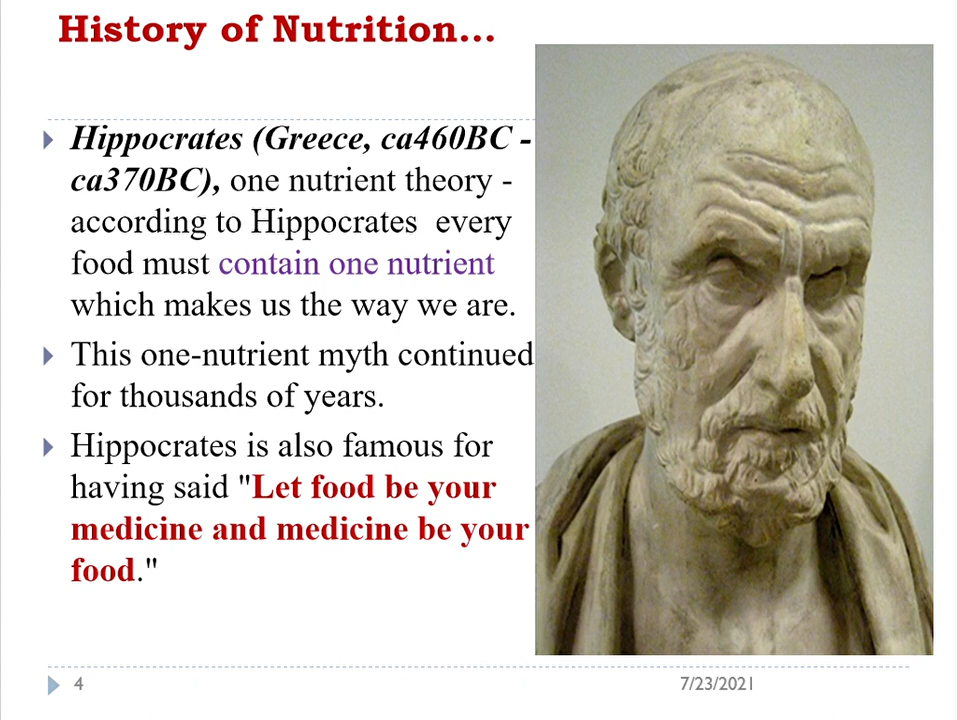 History of Nutrition...
Hippocrates (Greece, ca460BC -
ca370BC), one nutrient theory -
according to Hippocrates every
food must contain one nutrient
which makes us the way we are.
This one-nutrient myth continued
for thousands of years.
Hippocrates is also famous for
having said "Let food be your
medicine and medicine be your
food."
4
7/23/2021